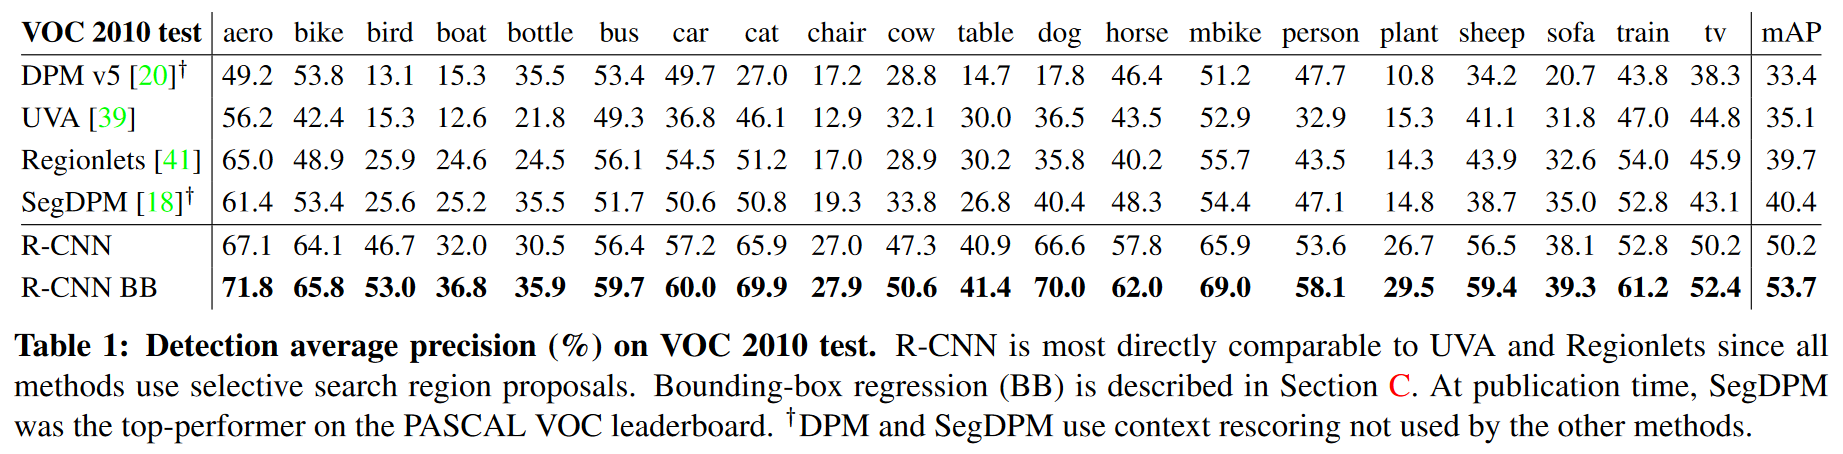 VOC 2010 test aero bike bird boat bottle bus car cat chair cow table dog horse mbike person plant sheep sofa train tv mAP
DPM v5 [20]† 49.2 53.8 13.1 15.3 35.5 53.4 49.7 27.0 17.2 28.8 14.7 17.8 46.4 51.2 47.7 10.8 34.2 20.7 43.8 38.3 33.4
UVA [39] 56.2 42.4 15.3 12.6 21.8 49.3 36.8 46.1 12.9 32.1 30.0 36.5 43.5 52.9 32.9 15.3 41.1 31.8 47.0 44.8 35.1
Regionlets [41] 65.0 48.9 25.9 24.6 24.5 56.1 54.5 51.2 17.0 28.9 30.2 35.8 40.2 55.7 43.5 14.3 43.9 32.6 54.0 45.9 39.7
SegDPM [18]† 61.4 53.4 25.6 25.2 35.5 51.7 50.6 50.8 19.3 33.8 26.8 40.4 48.3 54.4 47.1 14.8 38.7 35.0 52.8 43.1 40.4
R-CNN 67.1 64.1 46.7 32.0 30.5 56.4 57.2 65.9 27.0 47.3 40.9 66.6 57.8 65.9 53.6 26.7 56.5 38.1 52.8 50.2 50.2
R-CNN BB 71.8 65.8 53.0 36.8 35.9 59.7 60.0 69.9 27.9 50.6 41.4 70.0 62.0 69.0 58.1 29.5 59.4 39.3 61.2 52.4 53.7
Table 1: Detection average precision (%) on VOC 2010 test. R-CNN is most directly comparable to UVA and Regionlets since all
methods use selective search region proposals. Bounding-box regression (BB) is described in Section C. At publication time, SegDPM
was the top-performer on the PASCAL VOC leaderboard. †DPM and SegDPM use context rescoring not used by the other methods.